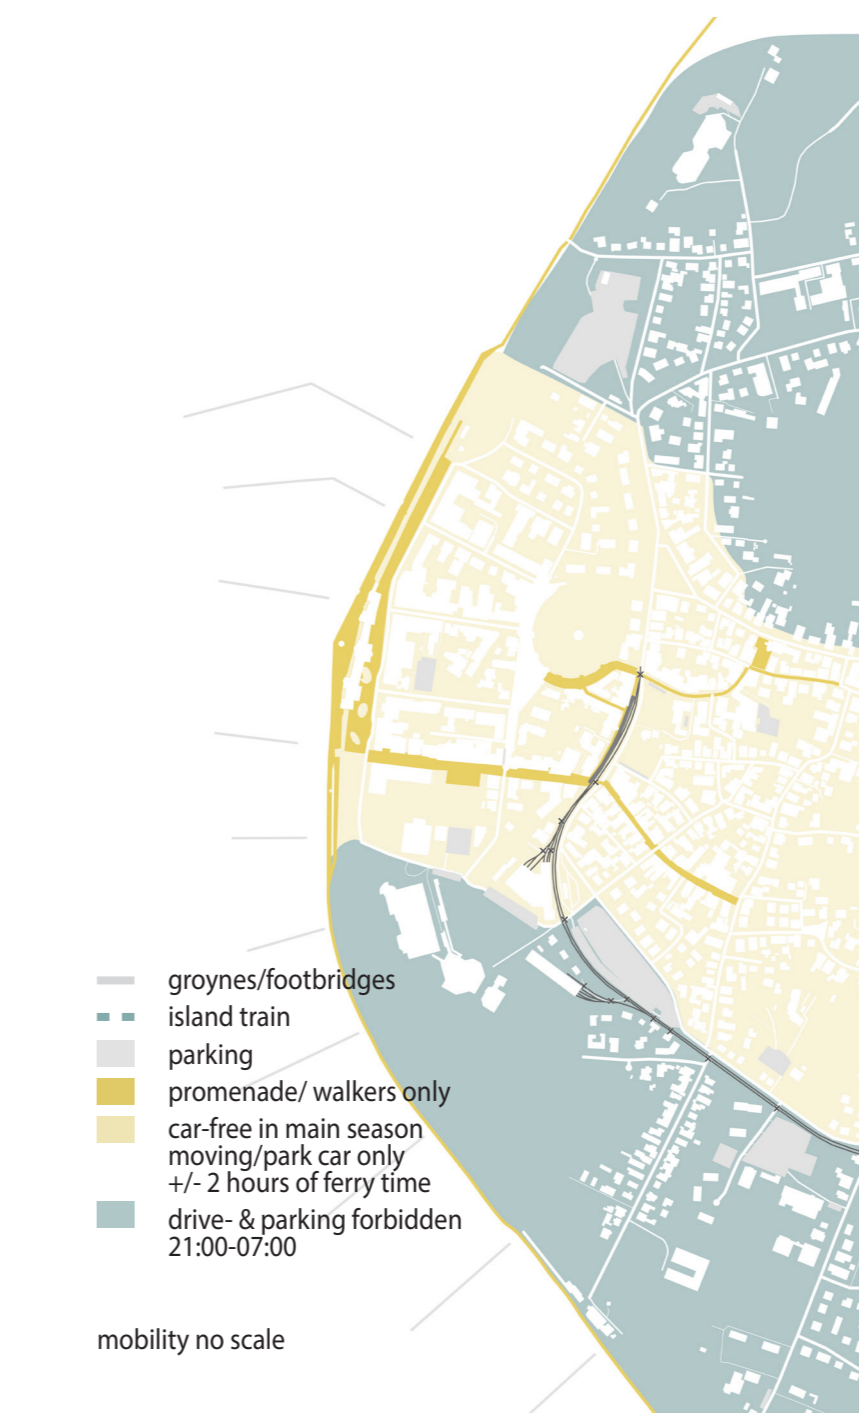 groynes/footbridges
island train
parking
promenade/ walkers only
car-free in main season
moving/park car only
+/- 2 hours of ferry time
drive- & parking forbidden
21:00-07:00
mobility no scale